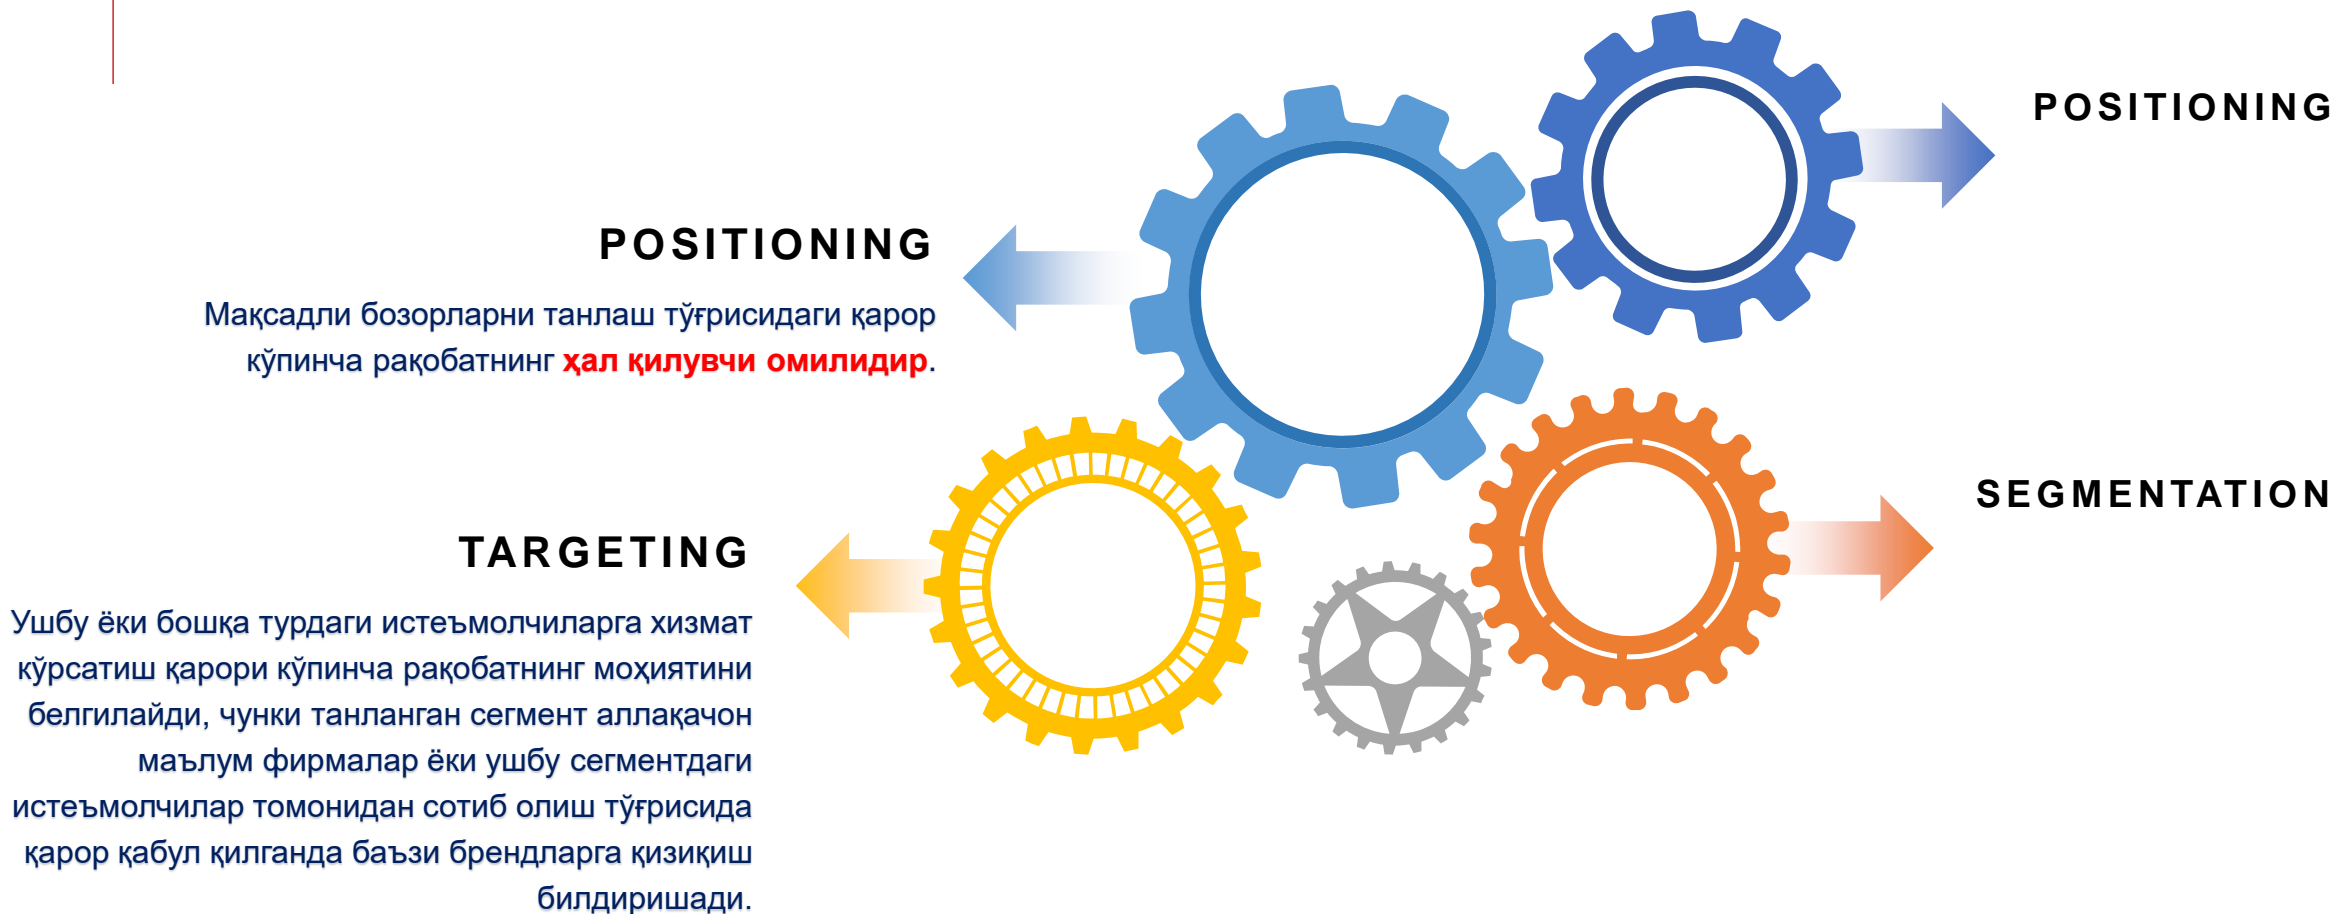 POSITIONING
POSITIONING
Мақсадли бозорларни танлаш тўғрисидаги қарор
кўпинча рақобатнинг ҳал қилувчи омилидир.
SEGMENTATION
TARGETING
Ушбу ёки бошқа турдаги истеъмолчиларга хизмат
кўрсатиш қарори кўпинча рақобатнинг моҳиятини
белгилайди, чунки танланган сегмент аллақачон
маълум фирмалар ёки ушбу сегментдаги
истеъмолчилар томонидан сотиб олиш тўғрисида
қарор қабул қилганда баъзи брендларга қизиқиш
билдиришади.